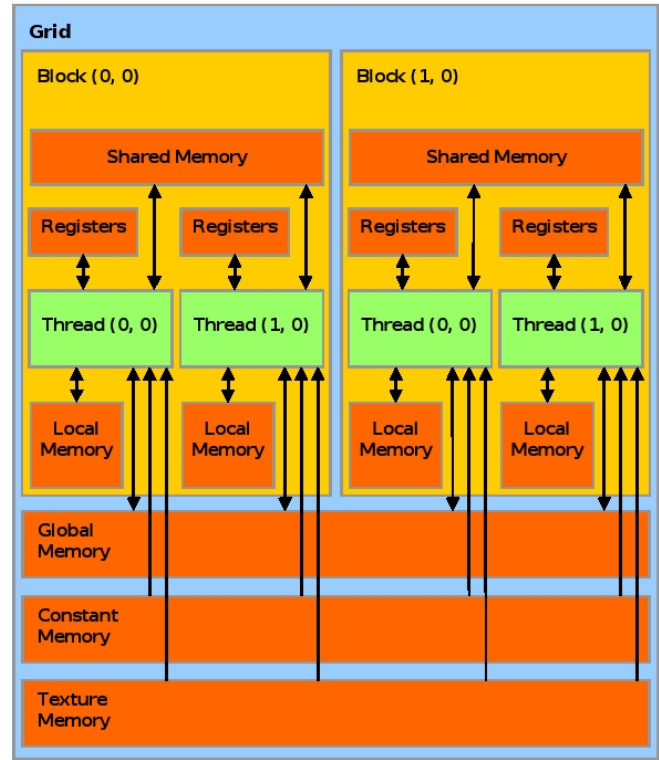 Grid
Block (0, 0)
Shared Memory
Registers
Registers
Thread (0, 0)
Thread (1, 0)
Local
Memory
Local
Memory
Block (1, 0)
Shared Memory
Registers
Registers
Thread (0, 0)
Thread (1, 0)
Local
Memory
Local
Memory
Global
Memory
Constant
Memory
Texture
Memory